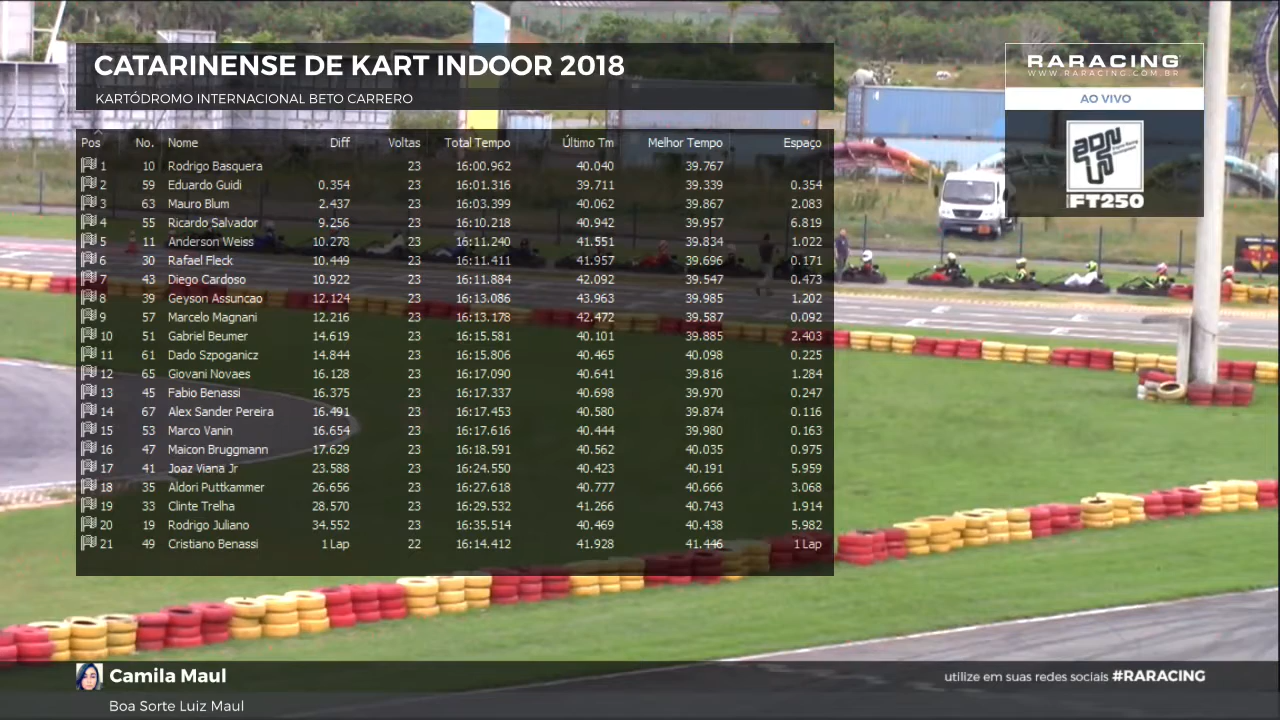 CATARINENSE DE KART INDOOR 2018
KARTÓDROMO INTERNACIONAL BETO CARRERO
RARACING
WWW.RARACING.COM.BR
AO VIVO
ADN
FT250
Pos No. Nome Diff Voltas Total Tempo Último Tm Melhor Tempo Espaço
1 10 Rodrigo Basquera 23 16:00.962 40.040 39.767
2 59 Eduardo Guidi 0.354 23 16:01.316 39.711 39.339 0.354
3 63 Mauro Blum 2.437 23 16:03.399 40.062 39.867 2.083
4 55 Ricardo Salvador 9.256 23 16:10.218 40.942 39.957 6.819
5 11 Anderson Weiss 10.278 23 16:11.240 41.551 39.834 1.022
6 30 Rafael Fleck 10.449 23 16:11.411 41.957 39.696 0.171
7 43 Diego Cardoso 10.922 23 16:11.884 42.092 39.547 0.473
8 39 Geyson Assuncao 12.124 23 16:13.086 43.963 39.985 1.202
9 57 Marcelo Magnani 12.216 23 16:13.178 42.472 39.587 0.092
10 51 Gabriel Beumer 14.619 23 16:15.581 40.101 39.885 2.403
11 61 Dado Szpoganicz 14.844 23 16:15.806 40.465 40.098 0.225
12 65 Giovani Novaes 16.128 23 16:17.090 40.641 39.816 1.284
13 45 Fabio Benassi 16.375 23 16:17.337 40.698 39.970 0.247
14 67 Alex Sander Pereira 16.491 23 16:17.453 40.580 39.874 0.116
15 53 Marco Vanin 16.654 23 16:17.616 40.444 39.980 0.163
16 47 Maicon Bruggmann 17.629 23 16:18.591 40.562 40.035 0.975
17 41 Joaz Viana Jr 23.588 23 16:24.550 40.423 40.191 5.959
18 35 Aldori Puttkammer 26.656 23 16:27.618 40.777 40.666 3.068
19 33 Clinte Trelha 28.570 23 16:29.532 41.266 40.743 1.914
20 19 Rodrigo Juliano 34.552 23 16:35.514 40.469 40.438 5.982
21 49 Cristiano Benassi 1 Lap 22 16:14.412 41.928 41.446 1 Lap
Camila Maul
Boa Sorte Luiz Maul
utilize em suas redes sociais #RARACING